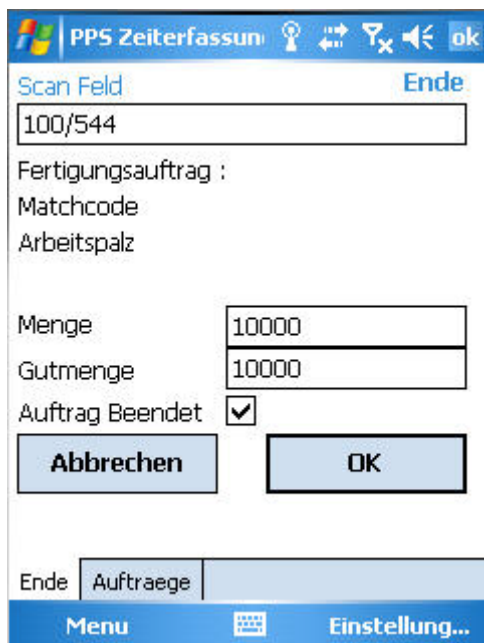 PPS Zeiterfassun
ok
Scan Feld
Ende
100/544
Fertigungsauftrag :
Matchcode
Arbeitspalz
Menge
10000
Gutmenge
10000
Auftrag Beendet
Abbrechen
OK
Ende
Auftraege
Menu
Einstellung...